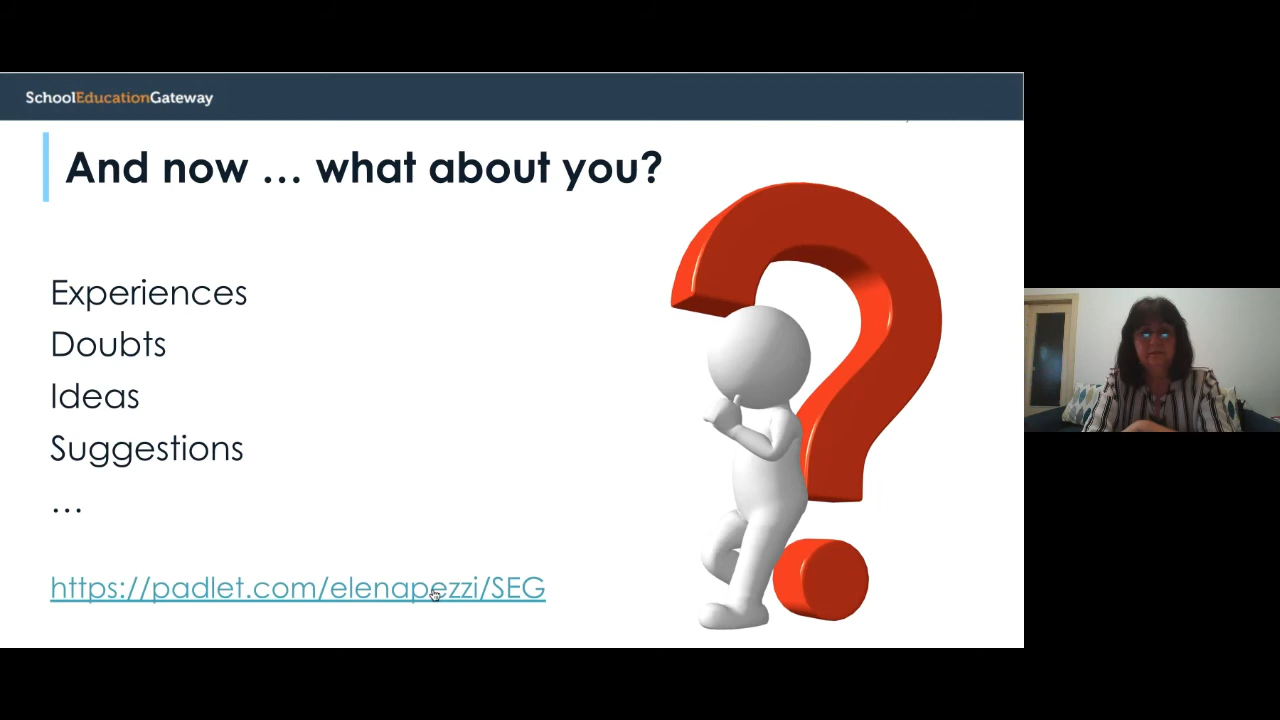 SchoolEducationGateway
And now … what about you?
Experiences
Doubts
Ideas
Suggestions
…
https://padlet.com/elenapezzi/SEG